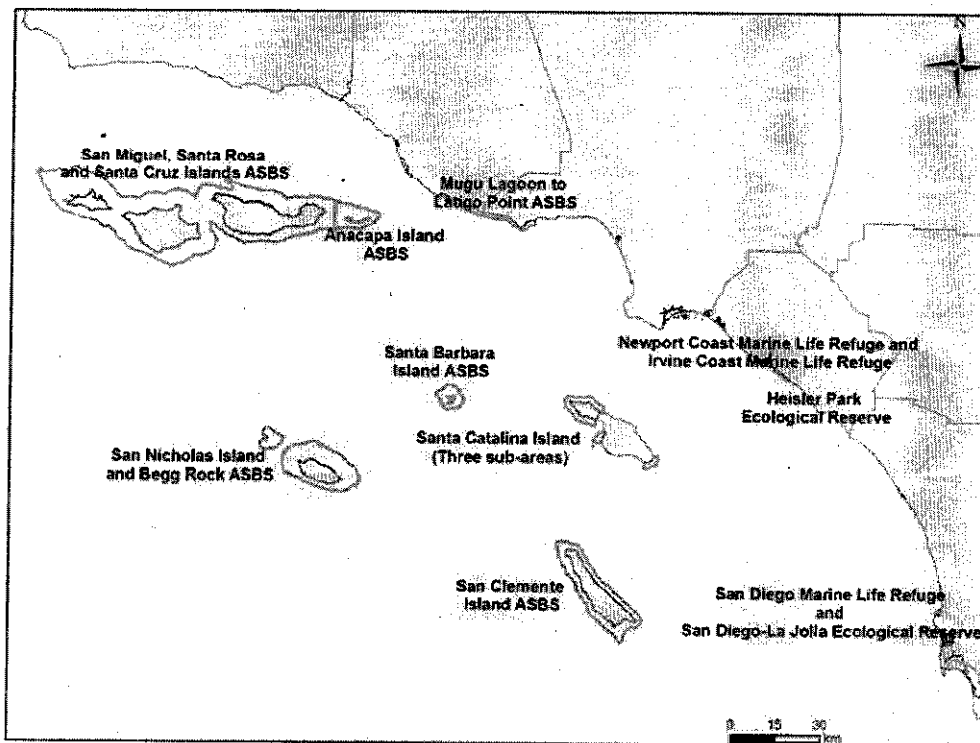 N
San Miguel, Santa Rosa
and Santa Cruz Islands ASBS
Mugu Lagoon to
Latigo Point ASBS
Anacapa Island
ASBS
Newport Coast Marine Life Refuge and
Irvine Coast Marine Life Refuge
Santa Barbara
Island ASBS
Heisler Park
Ecological Reserve
Santa Catalina Island
(Three sub-areas)
San Nicholas Island
and Begg Rock ASBS
San Clemente
Island ASBS
San Diego Marine Life Refuge
and
San Diego-La Jolla Ecological Reserve
0 15 30
km